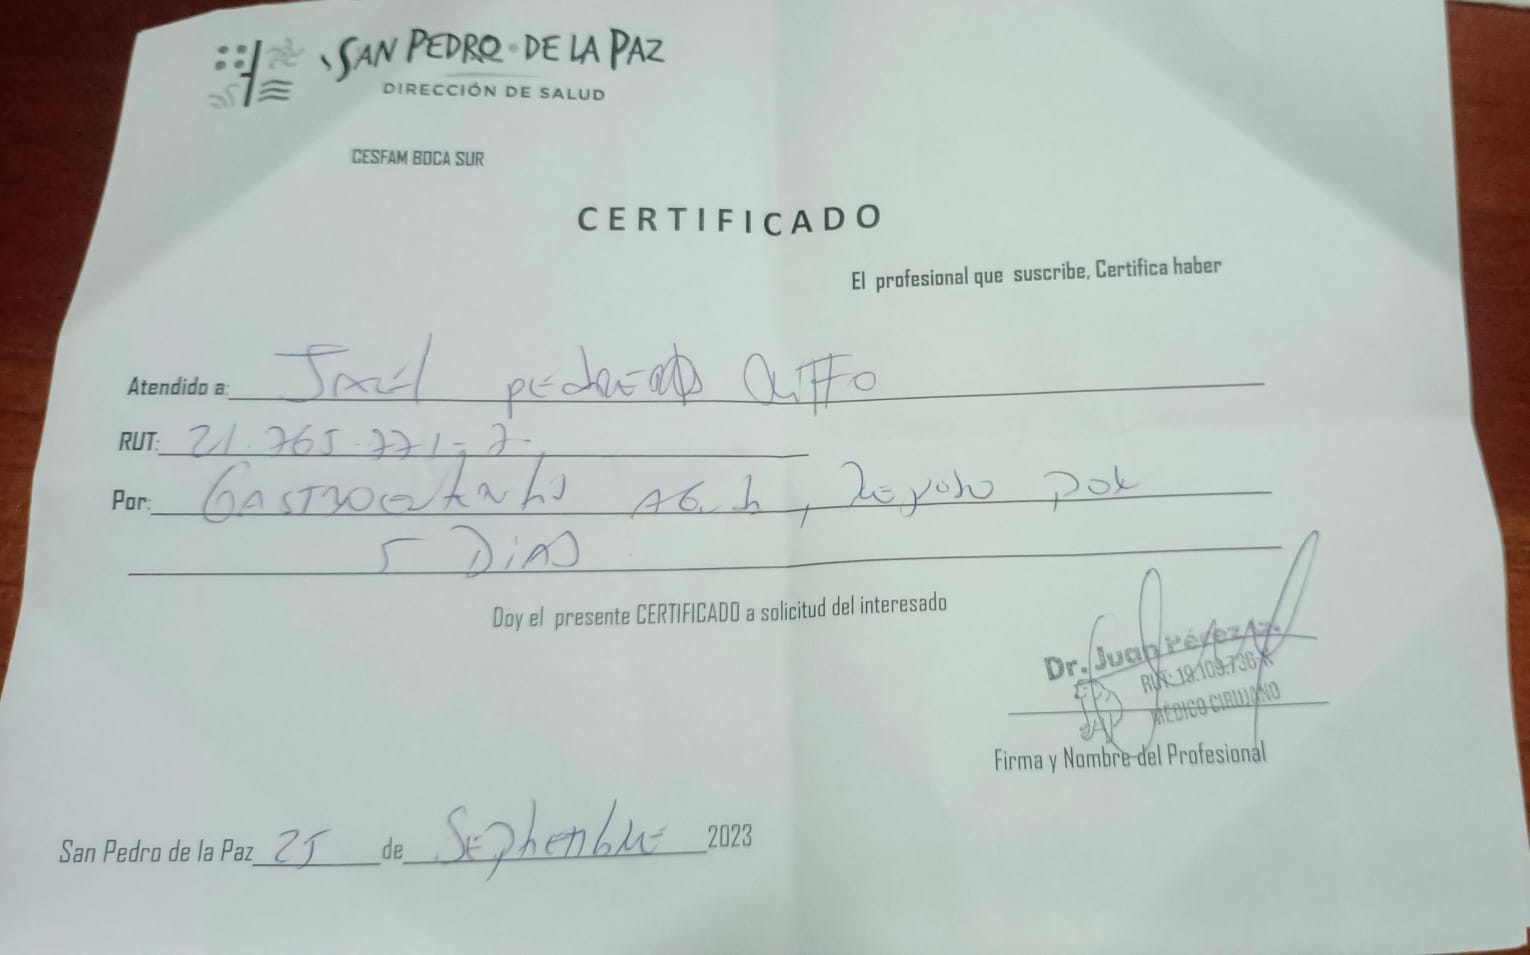 SAN PEDRO DE LA PAZ
DIRECCIÓN DE SALUD
CESFAM BOCA SUR
CERTIFICADO
El profesional que suscribe, Certifica haber
Atendido a:
RUT: 21.765.771-7
Por: reposo por
5 DiAs
Doy el presente CERTIFICADO a solicitud del interesado
Dr. Juan Pérez
RUT: 19.109.736-K
MÉDICO CIRUJANO
Firma y Nombre del Profesional
San Pedro de la Paz 25 de Septiembre 2023